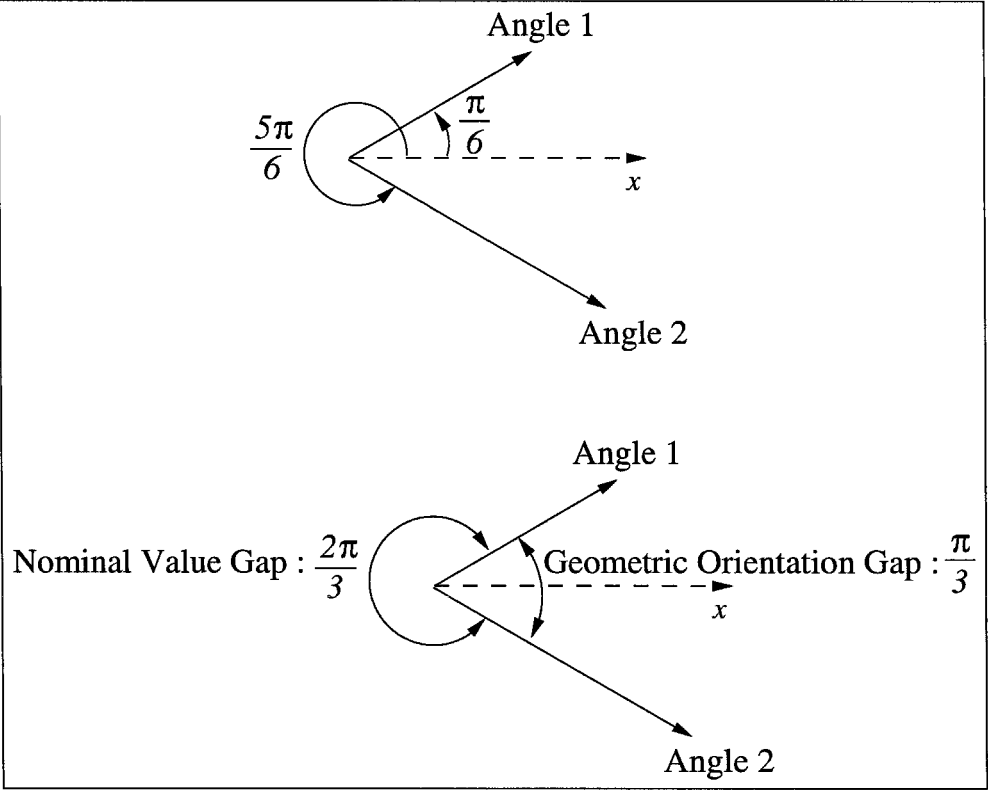 Angle 1
5π/6
π/6
x
Angle 2
Angle 1
Nominal Value Gap : 2π/3
Geometric Orientation Gap : π/3
x
Angle 2